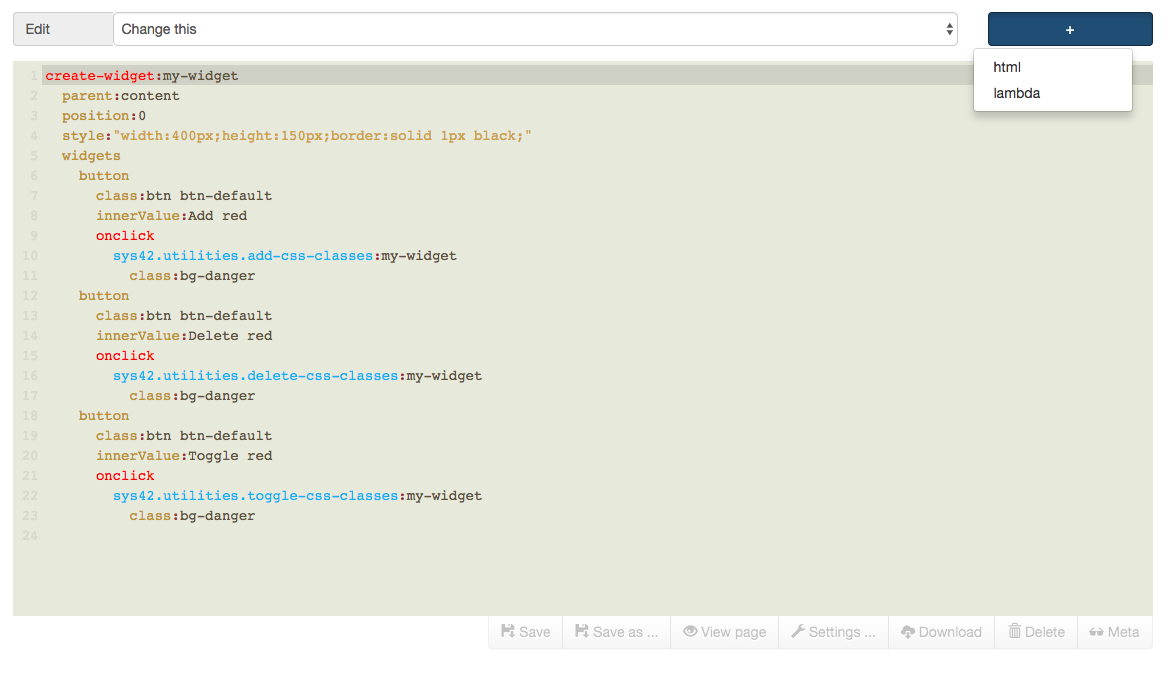 Edit Change this +
html
lambda
1 create-widget:my-widget
2 parent:content
3 position:0
4 style:"width:400px;height:150px;border:solid 1px black;"
5 widgets
6 button
7 class:btn btn-default
8 innerValue:Add red
9 onclick
10 sys42.utilities.add-css-classes:my-widget
11 class:bg-danger
12 button
13 class:btn btn-default
14 innerValue:Delete red
15 onclick
16 sys42.utilities.delete-css-classes:my-widget
17 class:bg-danger
18 button
19 class:btn btn-default
20 innerValue:Toggle red
21 onclick
22 sys42.utilities.toggle-css-classes:my-widget
23 class:bg-danger
24
Save Save as ... View page Settings ... Download Delete Meta